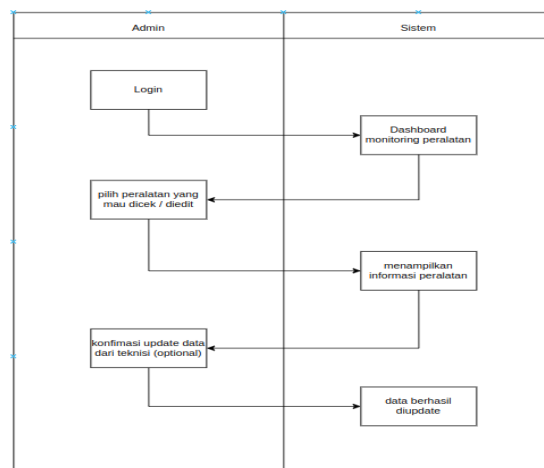 Admin
Sistem
Login
Dashboard
monitoring peralatan
pilih peralatan yang
mau dicek / diedit
menampilkan
informasi peralatan
konfimasi update data
dari teknisi (optional)
data berhasil
diupdate